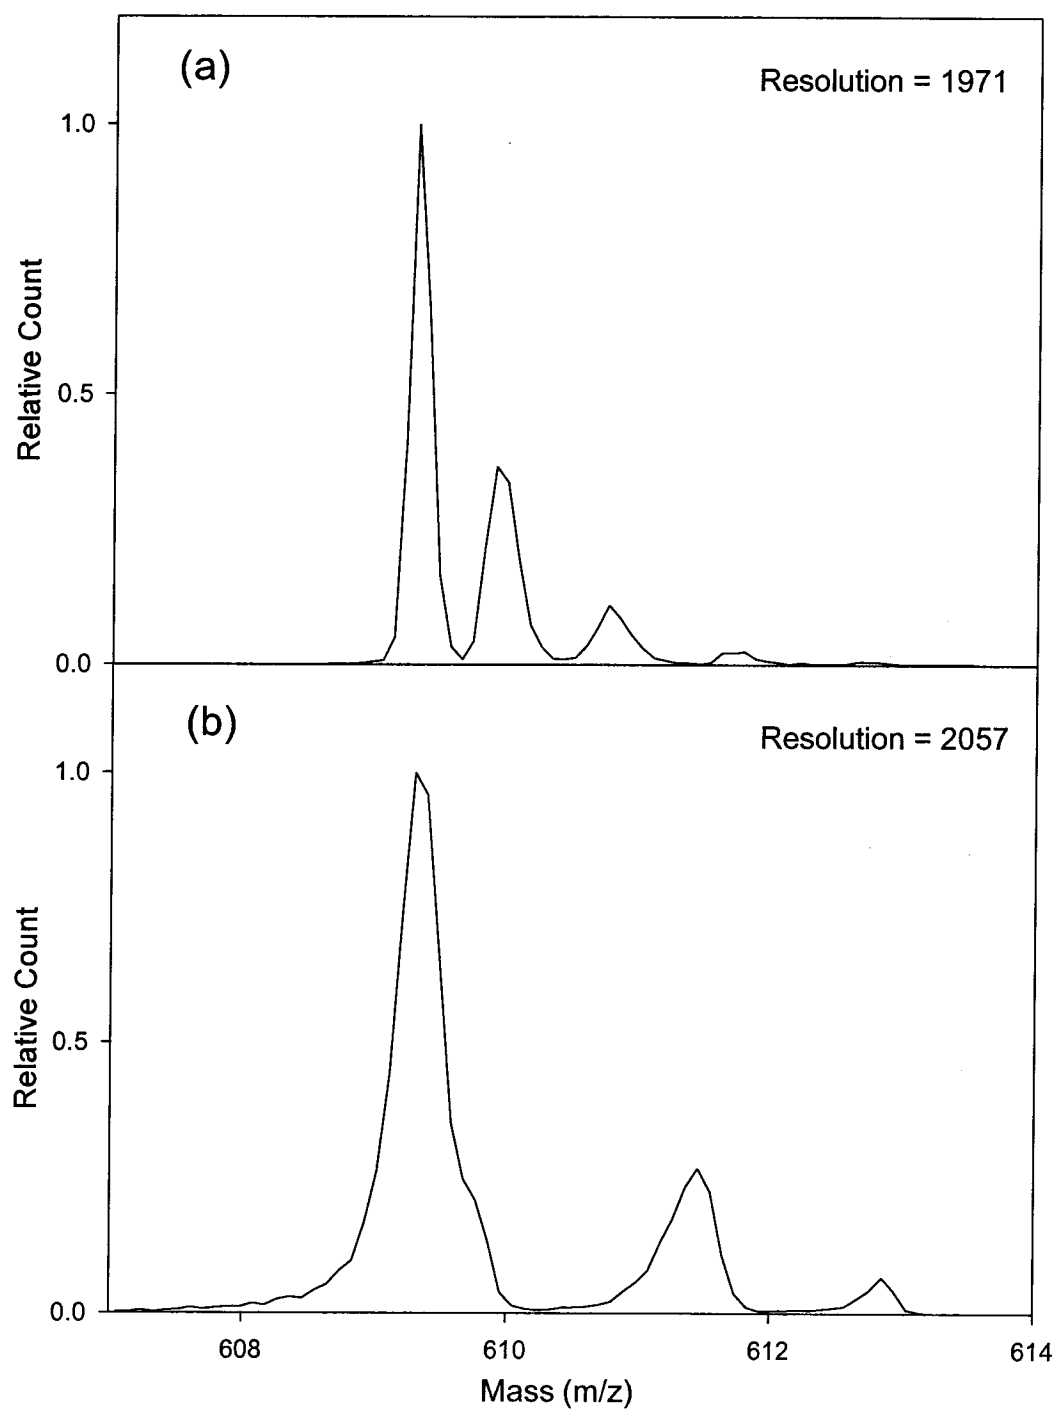 (a)
Resolution = 1971
1.0
0.5
0.0
Relative Count
(b)
Resolution = 2057
1.0
0.5
0.0
Relative Count
608 610 612 614
Mass (m/z)